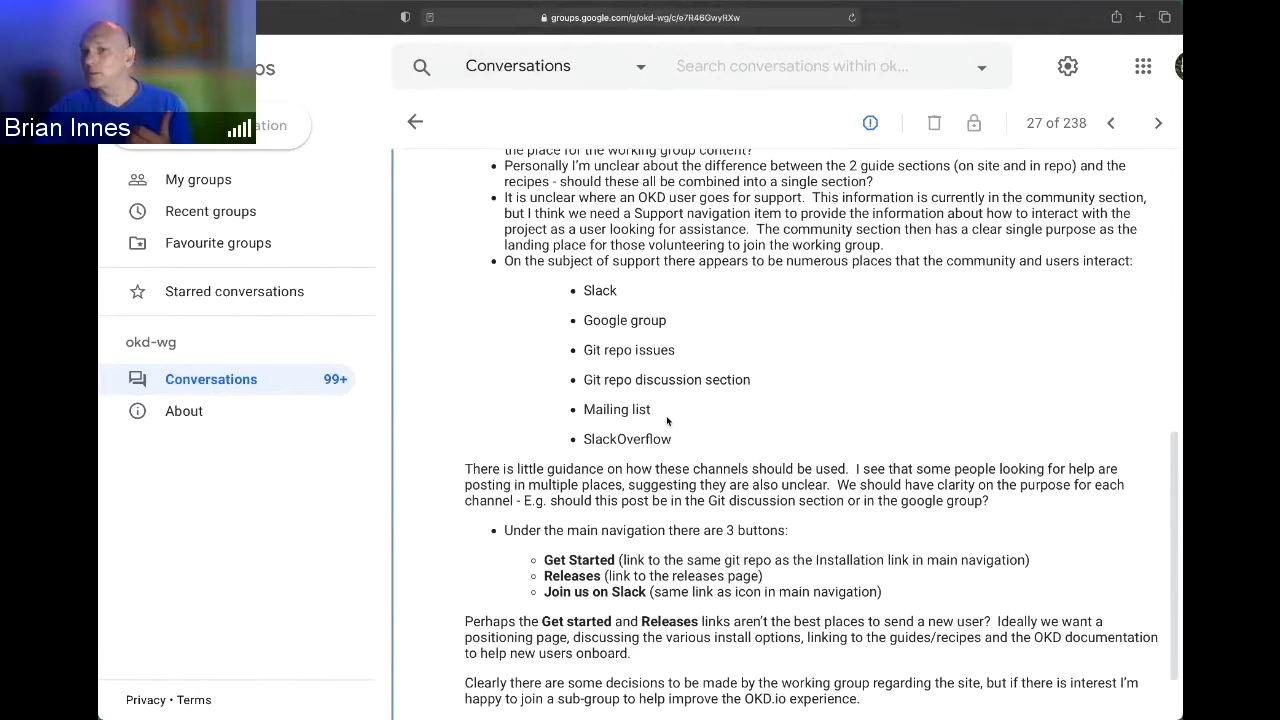 groups.google.com/g/okd-wg/c/e7R46GwyRXw
Brian Innes
ps
ation
Conversations
Search conversations within ok...
27 of 238
My groups
Recent groups
Favourite groups
Starred conversations
okd-wg
Conversations 99+
About
Privacy • Terms
the place for the working group content?
• Personally I'm unclear about the difference between the 2 guide sections (on site and in repo) and the
recipes - should these all be combined into a single section?
• It is unclear where an OKD user goes for support. This information is currently in the community section,
but I think we need a Support navigation item to provide the information about how to interact with the
project as a user looking for assistance. The community section then has a clear single purpose as the
landing place for those volunteering to join the working group.
• On the subject of support there appears to be numerous places that the community and users interact:
• Slack
• Google group
• Git repo issues
• Git repo discussion section
• Mailing list
• SlackOverflow
There is little guidance on how these channels should be used. I see that some people looking for help are
posting in multiple places, suggesting they are also unclear. We should have clarity on the purpose for each
channel - E.g. should this post be in the Git discussion section or in the google group?
• Under the main navigation there are 3 buttons:
◦ Get Started (link to the same git repo as the Installation link in main navigation)
◦ Releases (link to the releases page)
◦ Join us on Slack (same link as icon in main navigation)
Perhaps the Get started and Releases links aren't the best places to send a new user? Ideally we want a
positioning page, discussing the various install options, linking to the guides/recipes and the OKD documentation
to help new users onboard.
Clearly there are some decisions to be made by the working group regarding the site, but if there is interest I'm
happy to join a sub-group to help improve the OKD.io experience.